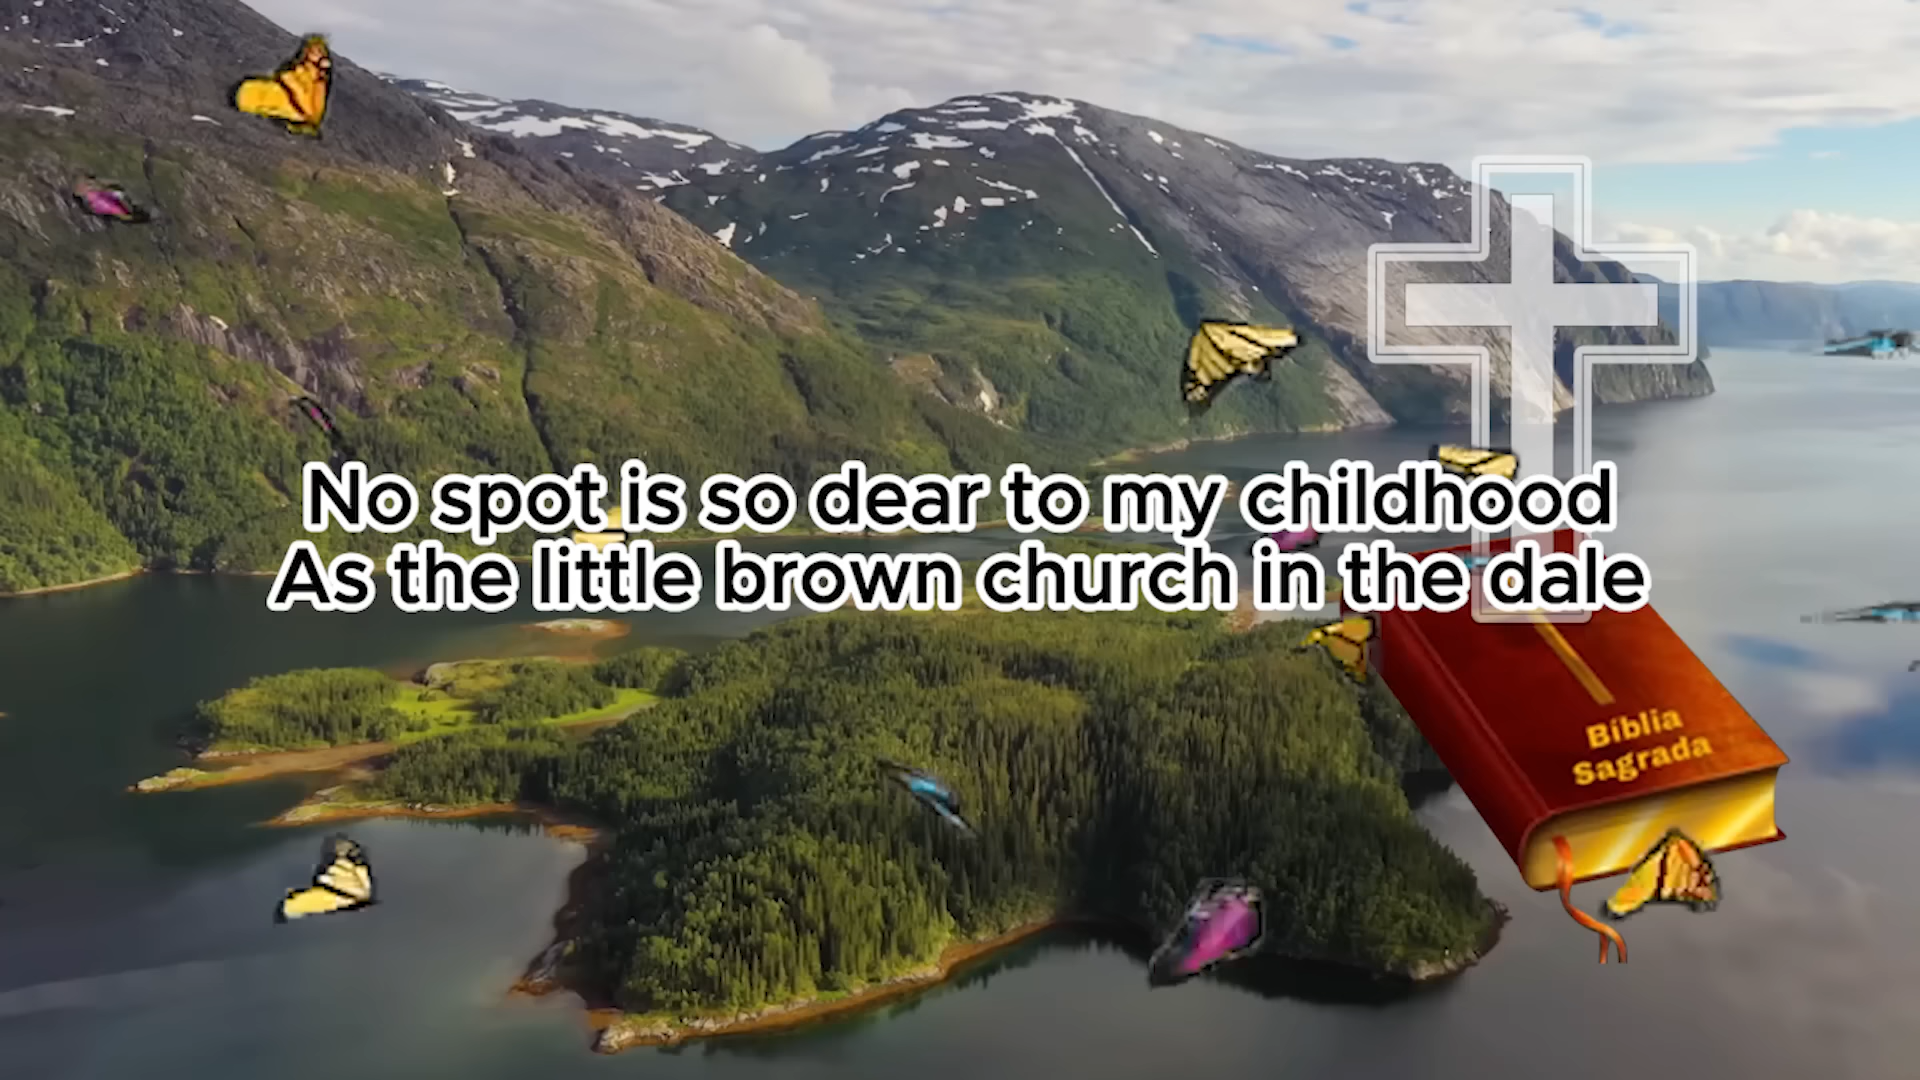 No spot is so dear to my childhood
As the little brown church in the dale
Bíblia
Sagrada